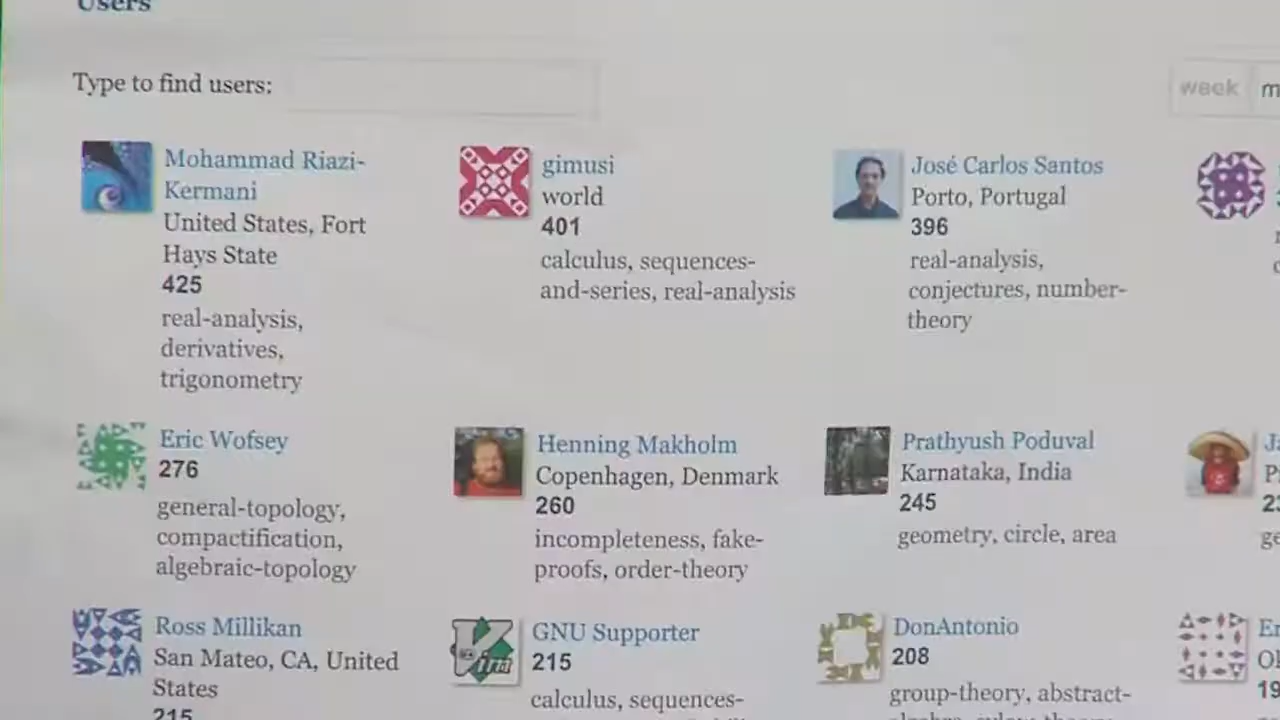 Users
Type to find users:
week
Mohammad Riazi-
Kermani
United States, Fort
Hays State
425
real-analysis,
derivatives,
trigonometry
gimusi
world
401
calculus, sequences-
and-series, real-analysis
José Carlos Santos
Porto, Portugal
396
real-analysis,
conjectures, number-
theory
Eric Wofsey
276
general-topology,
compactification,
algebraic-topology
Henning Makholm
Copenhagen, Denmark
260
incompleteness, fake-
proofs, order-theory
Prathyush Poduval
Karnataka, India
245
geometry, circle, area
Ross Millikan
San Mateo, CA, United
States
215
GNU Supporter
215
calculus, sequences-
DonAntonio
208
group-theory, abstract-